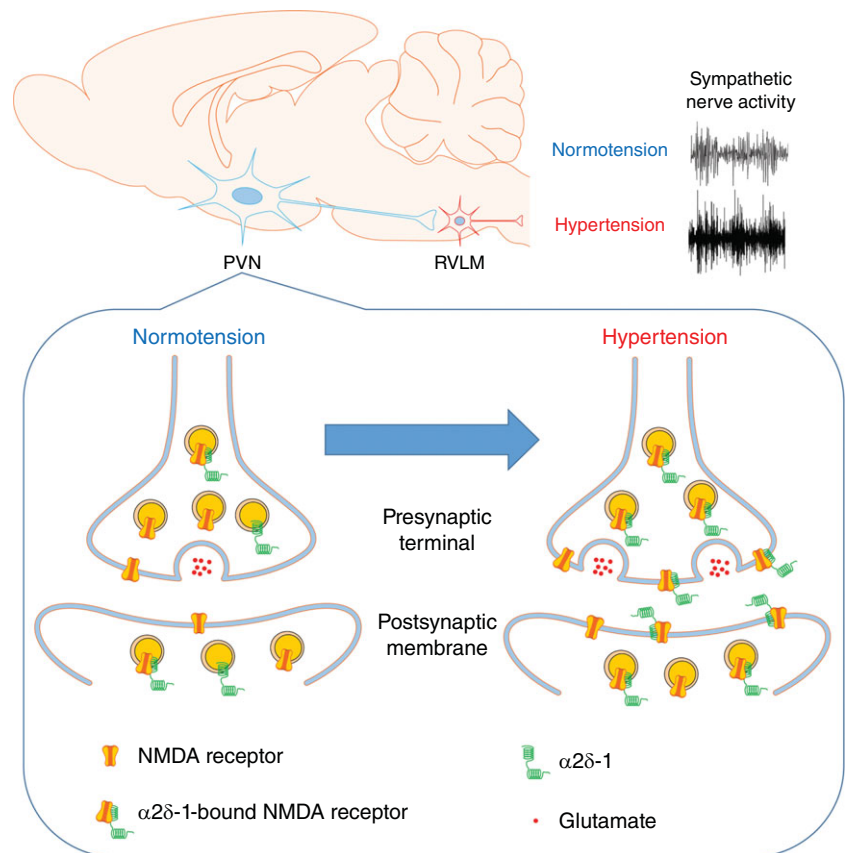 Sympathetic
nerve activity
Normotension
Hypertension
PVN
RVLM
Normotension
Hypertension
Presynaptic
terminal
Postsynaptic
membrane
NMDA receptor
α2δ-1
α2δ-1-bound NMDA receptor
Glutamate